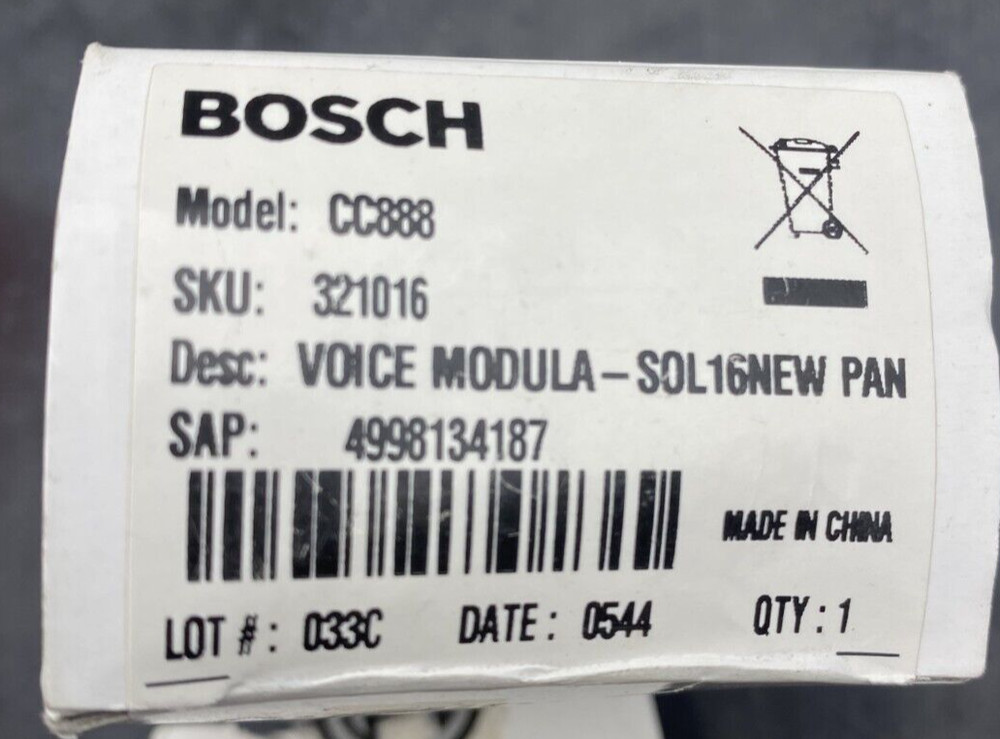 BOSCH
Model: CC888
SKU: 321016
Desc: VOICE MODULA-SOL16NEW PAN
SAP: 4998134187
MADE IN CHINA
LOT #: 033C DATE: 0544 QTY: 1